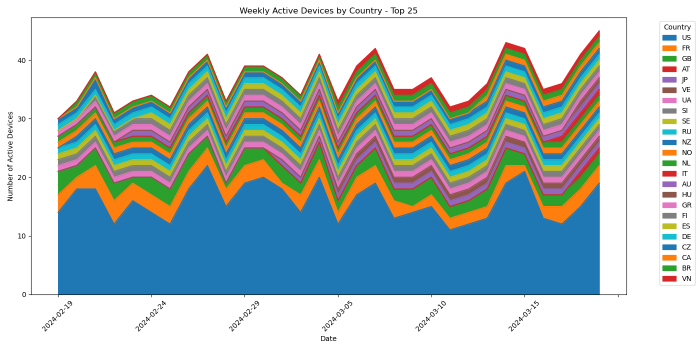 Weekly Active Devices by Country - Top 25
Number of Active Devices
40
30
20
10
0
2024-02-19
2024-02-24
2024-02-29
2024-03-05
2024-03-10
2024-03-15
Date
Country
US
FR
GB
AT
JP
VE
UA
SI
SE
RU
NZ
NO
NL
IT
AU
HU
GR
FI
ES
DE
CZ
CA
BR
VN